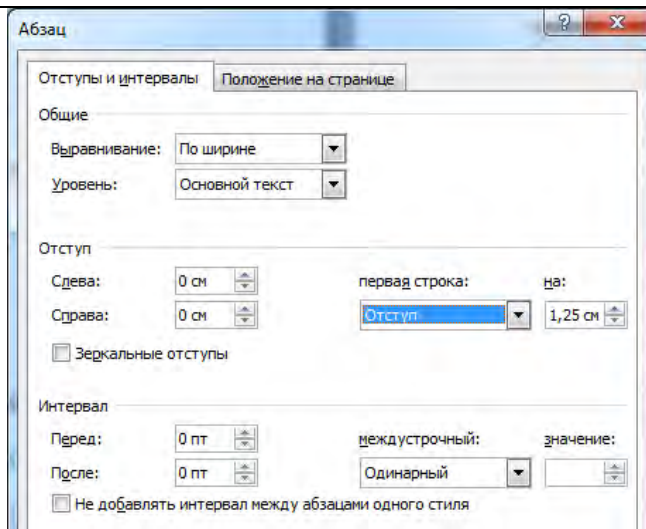 Абзац
Отступы и интервалы Положение на странице
Общие
Выравнивание: По ширине
Уровень: Основной текст
Отступ
Слева: 0 см первая строка: на:
Справа: 0 см Отступ 1,25 см
Зеркальные отступы
Интервал
Перед: 0 пт междустрочный: значение:
После: 0 пт Одинарный
Не добавлять интервал между абзацами одного стиля